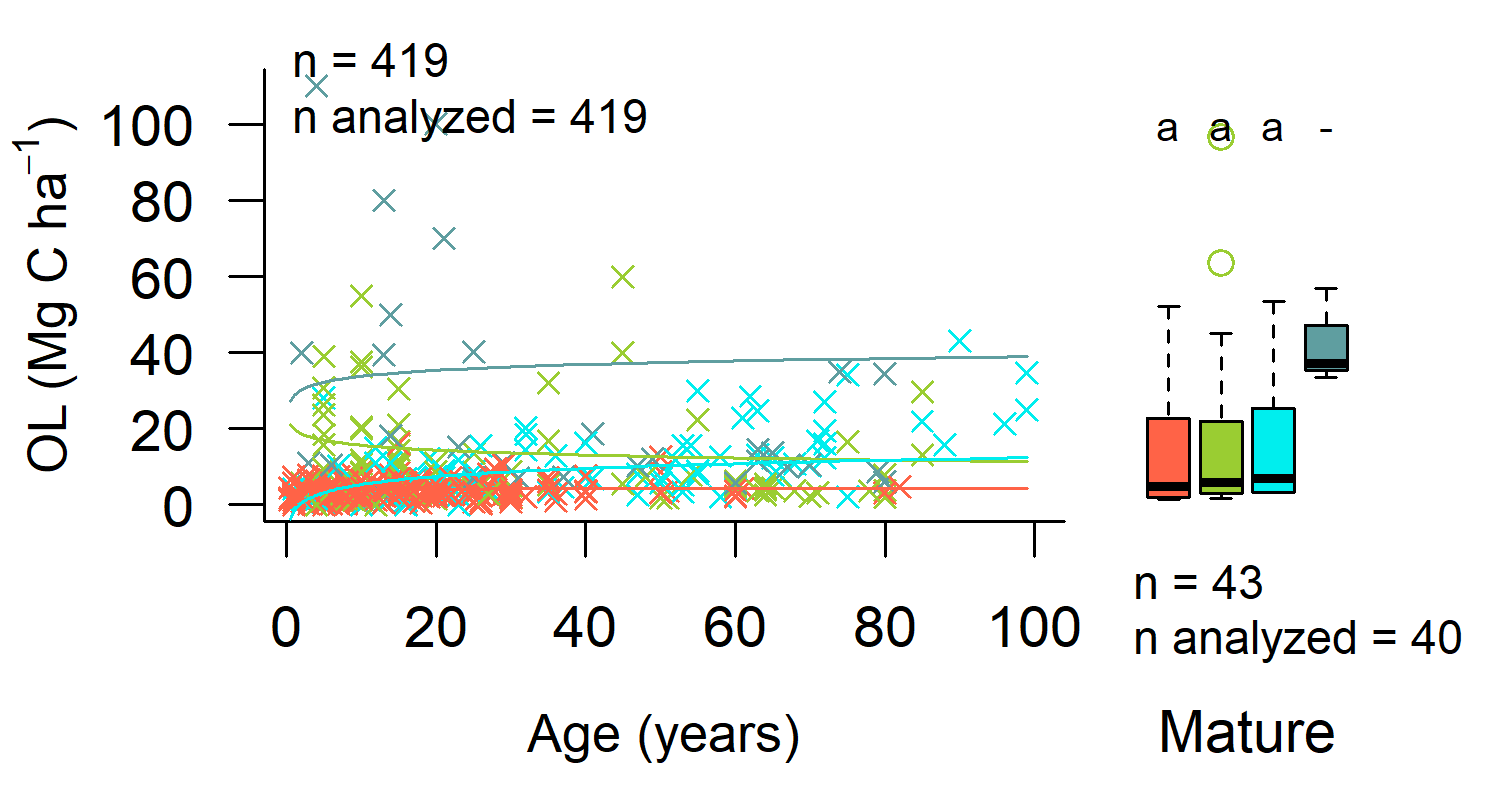 n = 419
n analyzed = 419
OL (Mg C ha⁻¹)
100
80
60
40
20
0
0 20 40 60 80 100
Age (years)
a a a -
n = 43
n analyzed = 40
Mature